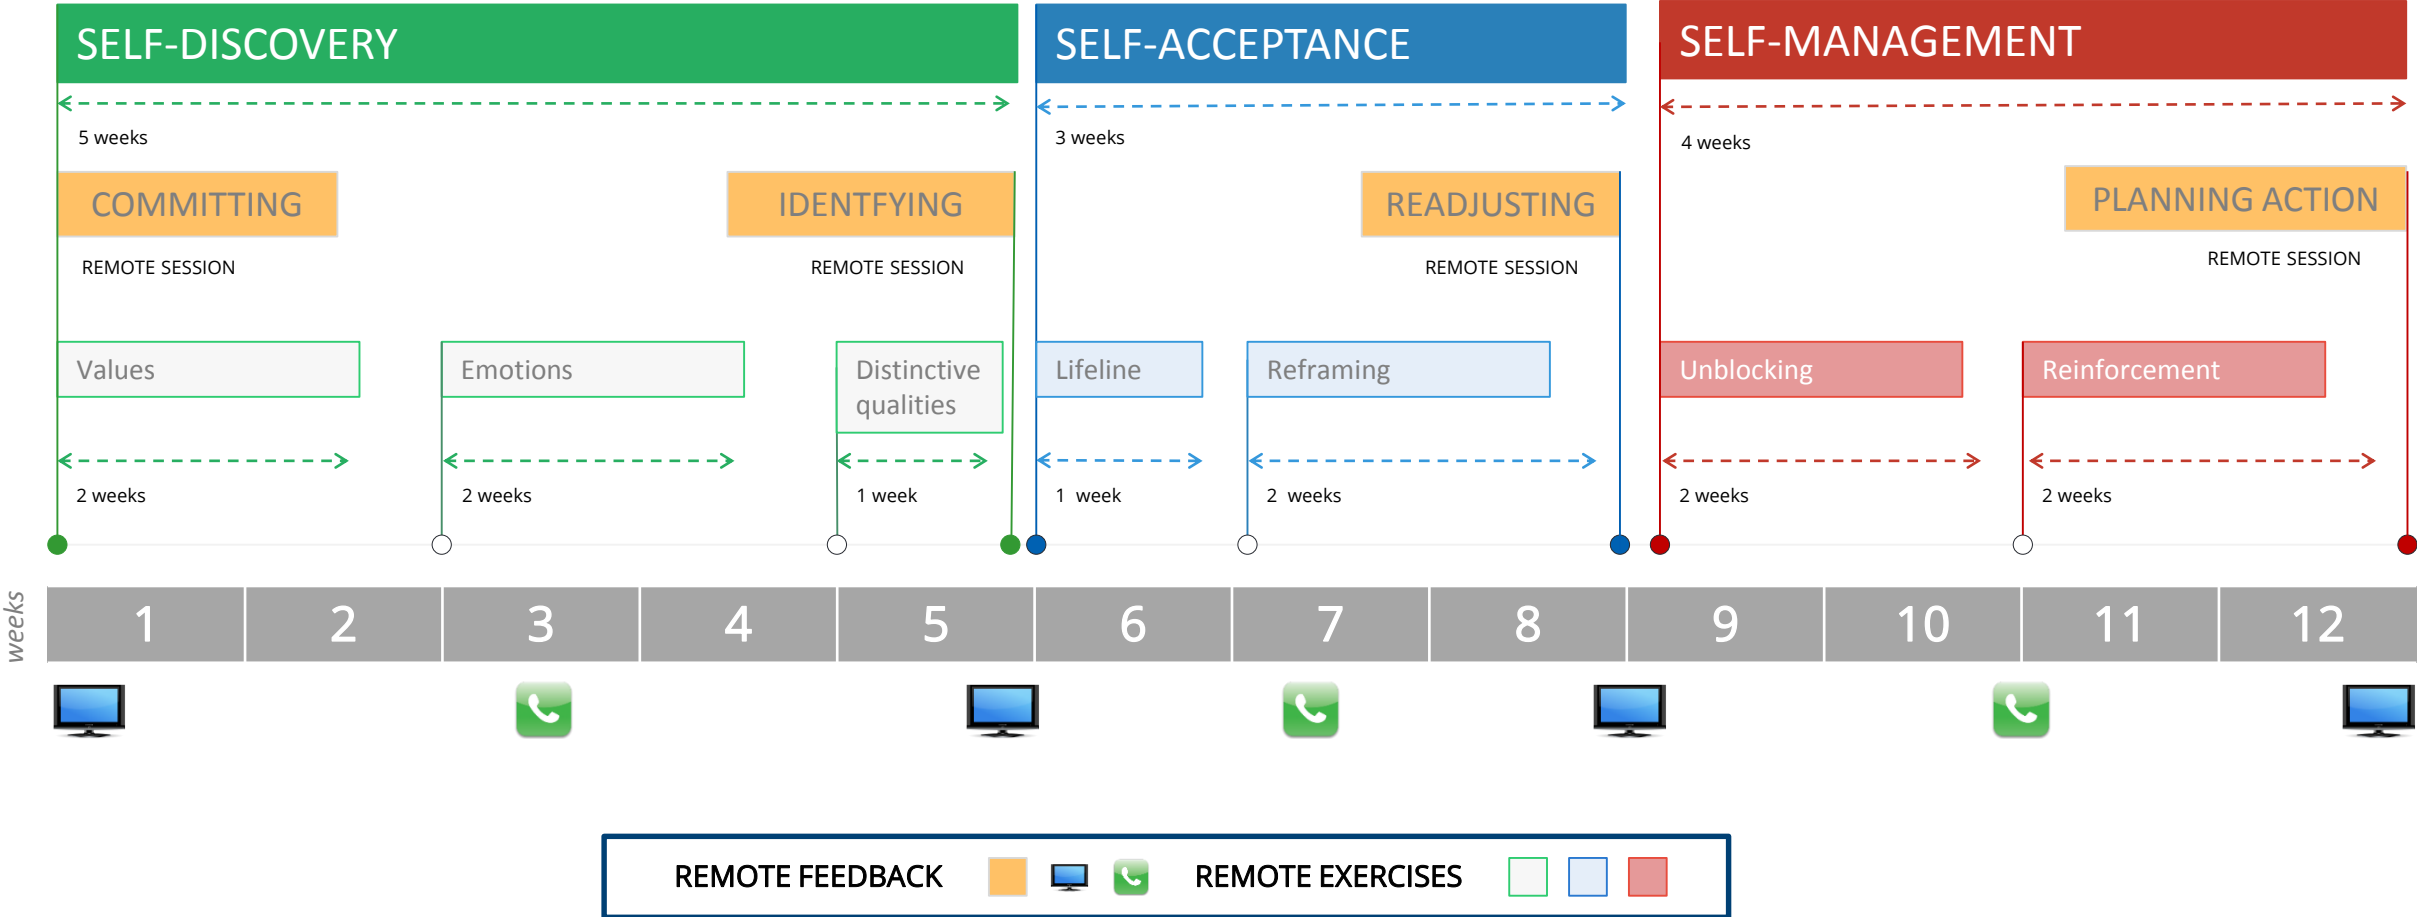 SELF-DISCOVERY
SELF-ACCEPTANCE
SELF-MANAGEMENT
5 weeks
3 weeks
4 weeks
COMMITTING
IDENTFYING
READJUSTING
PLANNING ACTION
REMOTE SESSION
REMOTE SESSION
REMOTE SESSION
REMOTE SESSION
Values
Emotions
Distinctive
qualities
Lifeline
Reframing
Unblocking
Reinforcement
2 weeks
2 weeks
1 week
1 week
2 weeks
2 weeks
2 weeks
weeks
1
2
3
4
5
6
7
8
9
10
11
12
REMOTE FEEDBACK
REMOTE EXERCISES